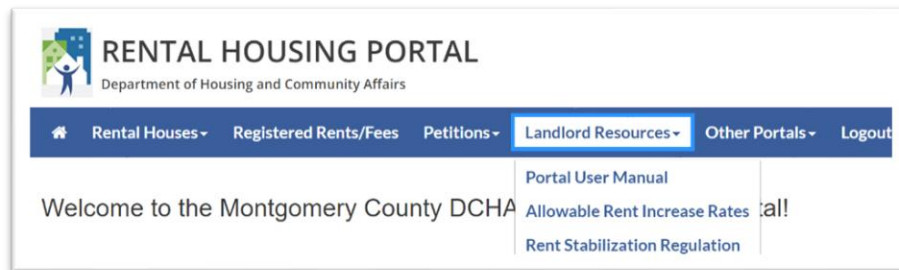 RENTAL HOUSING PORTAL
Department of Housing and Community Affairs
Rental Houses Registered Rents/Fees Petitions Landlord Resources Other Portals Logout
Portal User Manual
Welcome to the Montgomery County DCHA tal!
Allowable Rent Increase Rates
Rent Stabilization Regulation